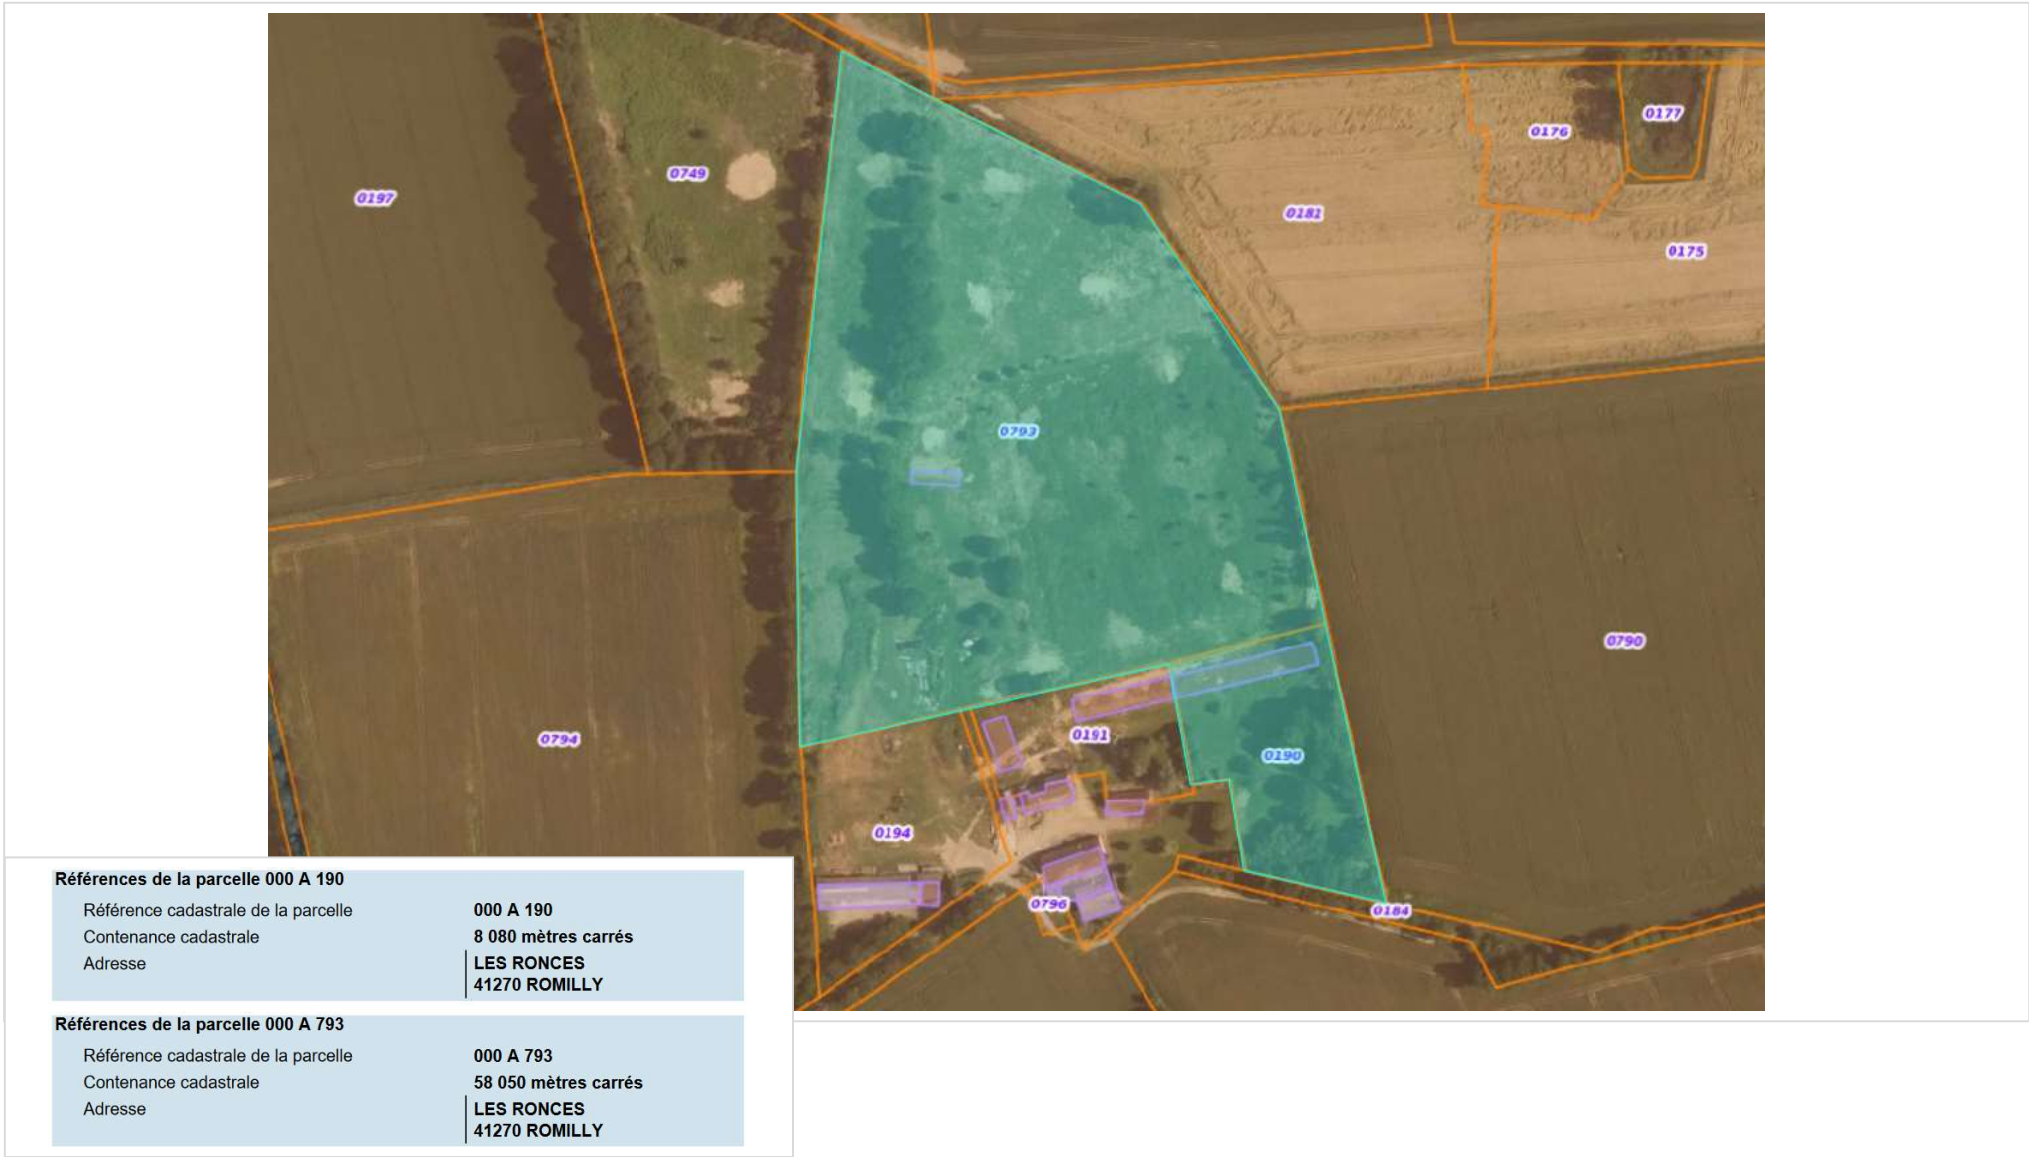 0177
0176
0749
0197
0181
0175
0793
0790
0191
0794
0190
0194
0796
0184
Références de la parcelle 000 A 190
Référence cadastrale de la parcelle 000 A 190
Contenance cadastrale 8 080 mètres carrés
Adresse LES RONCES
41270 ROMILLY
Références de la parcelle 000 A 793
Référence cadastrale de la parcelle 000 A 793
Contenance cadastrale 58 050 mètres carrés
Adresse LES RONCES
41270 ROMILLY